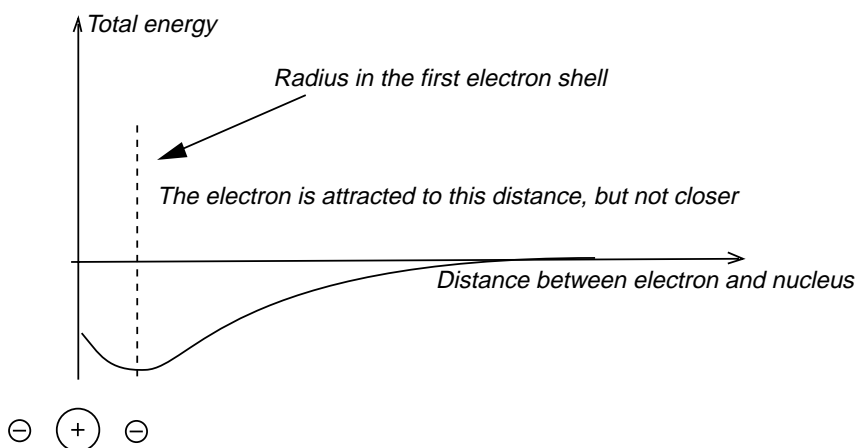 Total energy
Radius in the first electron shell
The electron is attracted to this distance, but not closer
Distance between electron and nucleus
− + −